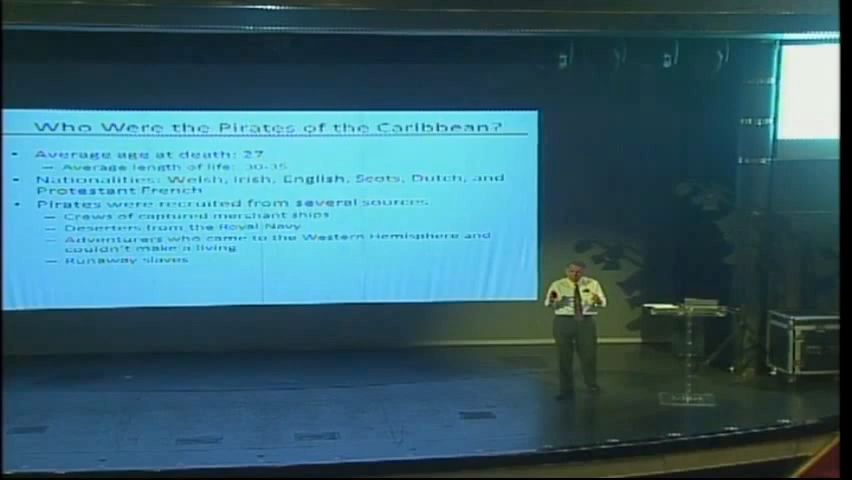 Who Were the Pirates of the Caribbean?
• Average age at death: 27
– Average length of life: 30-35
• Nationalities: Welsh, Irish, English, Scots, Dutch, and
Protestant French
• Pirates were recruited from several sources
– Crews of captured merchant ships
– Deserters from the Royal Navy
– Adventurers who came to the Western Hemisphere and
couldn't make a living
– Runaway slaves